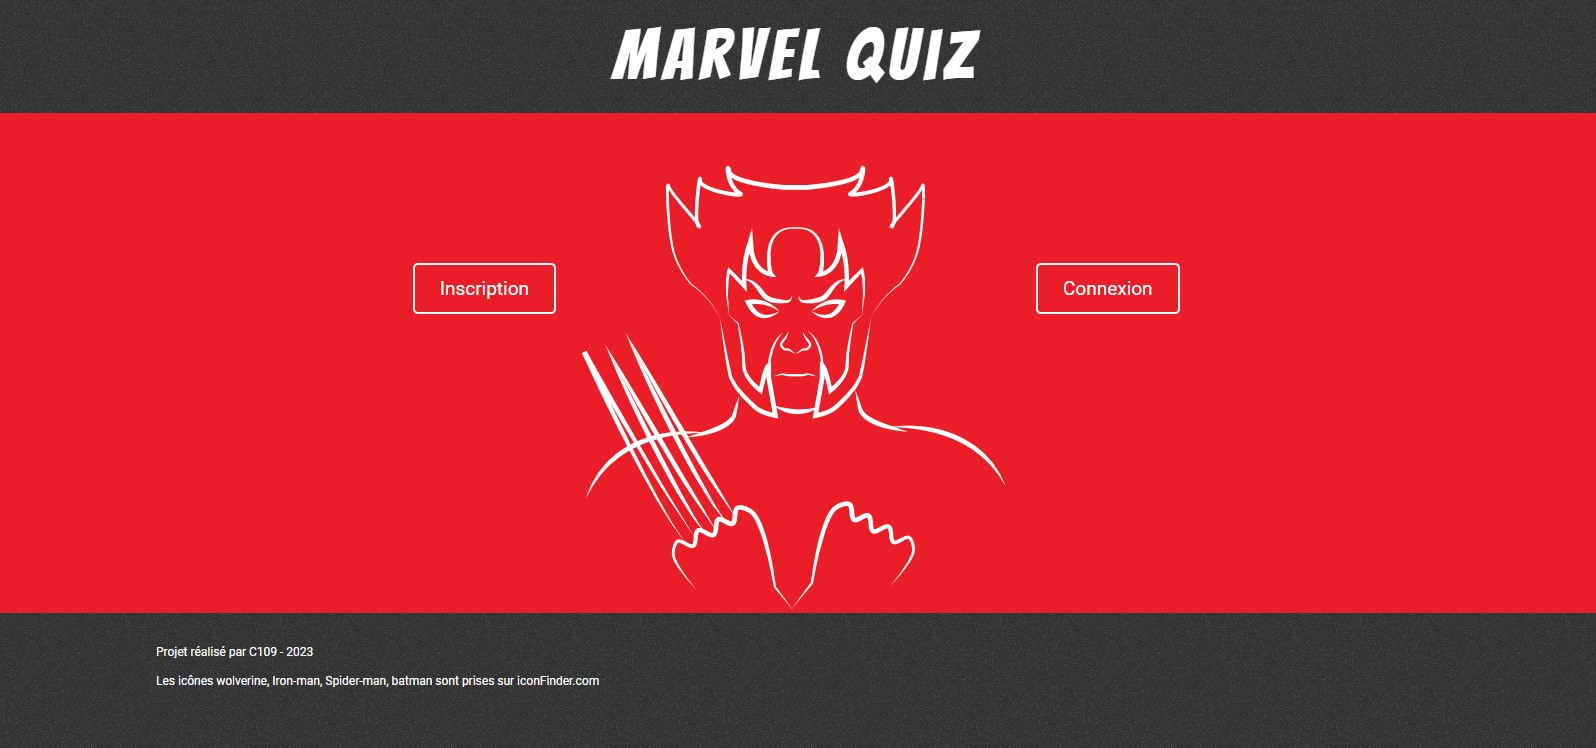 MARVEL QUIZ
Inscription
Connexion
Projet réalisé par C109 - 2023
Les icônes wolverine, Iron-man, Spider-man, batman sont prises sur iconFinder.com